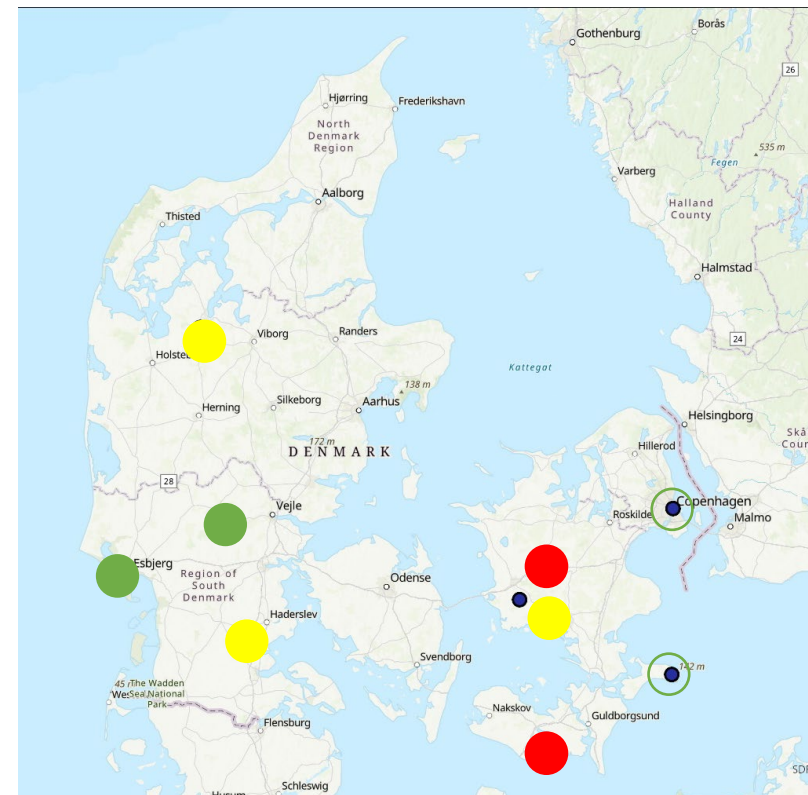 Borås
Gothenburg
26
Hjørring
Frederikshavn
North
Denmark
Region
535 m
Fegen
Varberg
Aalborg
Halland
County
Thisted
Halmstad
Viborg
Randers
24
Kattegat
138 m
Silkeborg
Aarhus
Herning
Helsingborg
172 m
DENMARK
Hillerod
28
Copenhagen
Vejle
Roskilde
Malmo
Esbjerg
Region of
South
Denmark
Odense
Haderslev
Svendborg
142 m
The Wadden
Sea National
Park
Nakskov
Guldborgsund
Flensburg
Schleswig